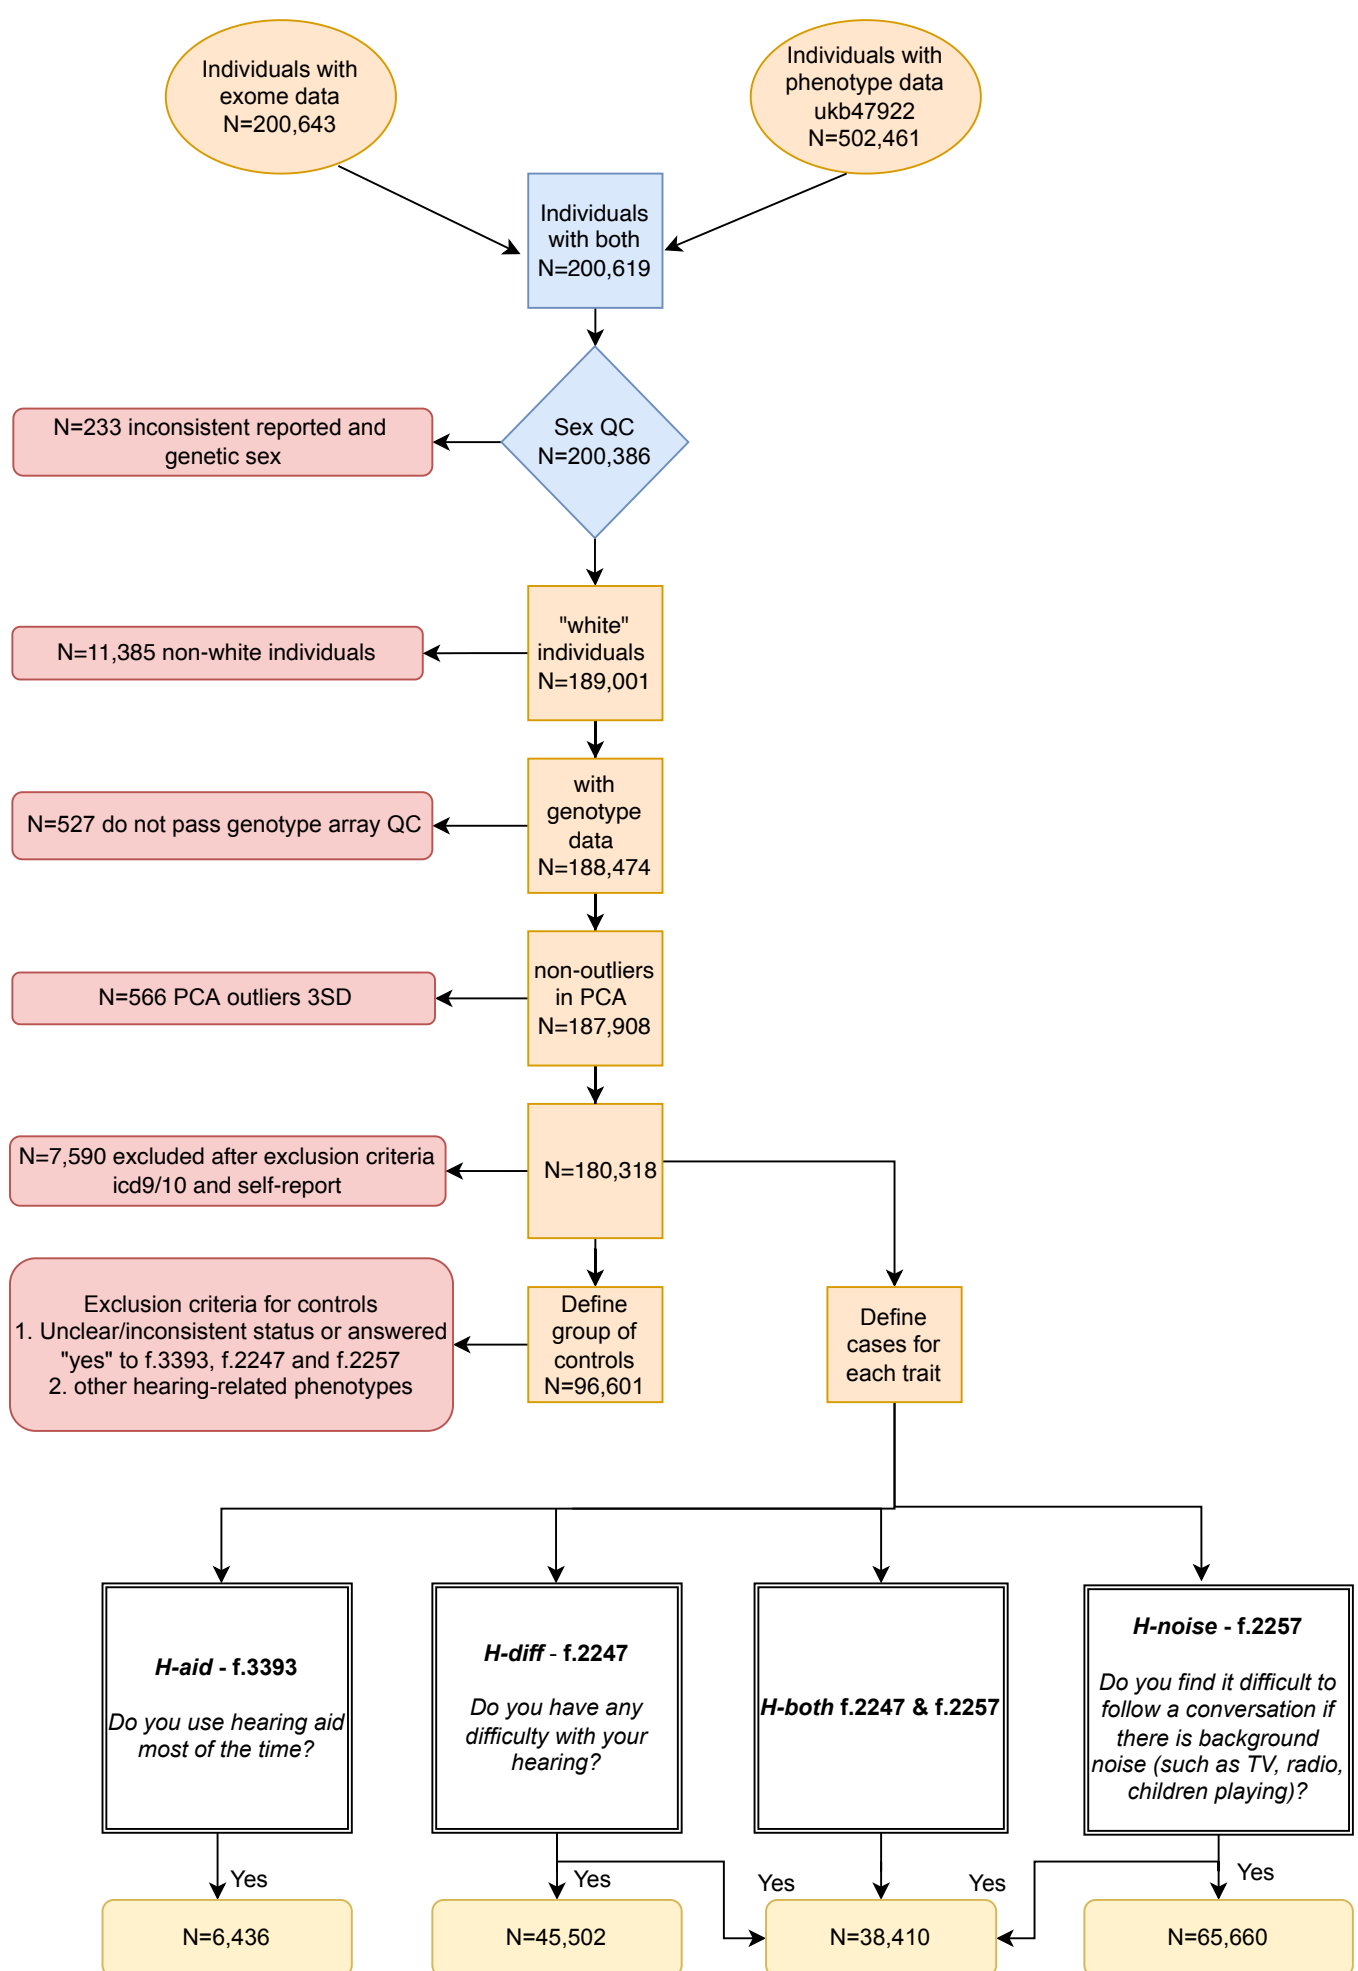 Individuals with
exome data
N=200,643
Individuals with
phenotype data
ukb47922
N=502,461
Individuals
with both
N=200,619
Sex QC
N=200,386
N=233 inconsistent reported and
genetic sex
"white"
individuals
N=189,001
N=11,385 non-white individuals
with
genotype
data
N=188,474
N=527 do not pass genotype array QC
non-outliers
in PCA
N=187,908
N=566 PCA outliers 3SD
N=180,318
N=7,590 excluded after exclusion criteria
icd9/10 and self-report
Define
group of
controls
N=96,601
Exclusion criteria for controls
1. Unclear/inconsistent status or answered
"yes" to f.3393, f.2247 and f.2257
2. other hearing-related phenotypes
Define
cases for
each trait
H-aid - f.3393
Do you use hearing aid
most of the time?
H-diff - f.2247
Do you have any
difficulty with your
hearing?
H-both f.2247 & f.2257
H-noise - f.2257
Do you find it difficult to
follow a conversation if
there is background
noise (such as TV, radio,
children playing)?
Yes
Yes
Yes
Yes
Yes
N=6,436
N=45,502
N=38,410
N=65,660